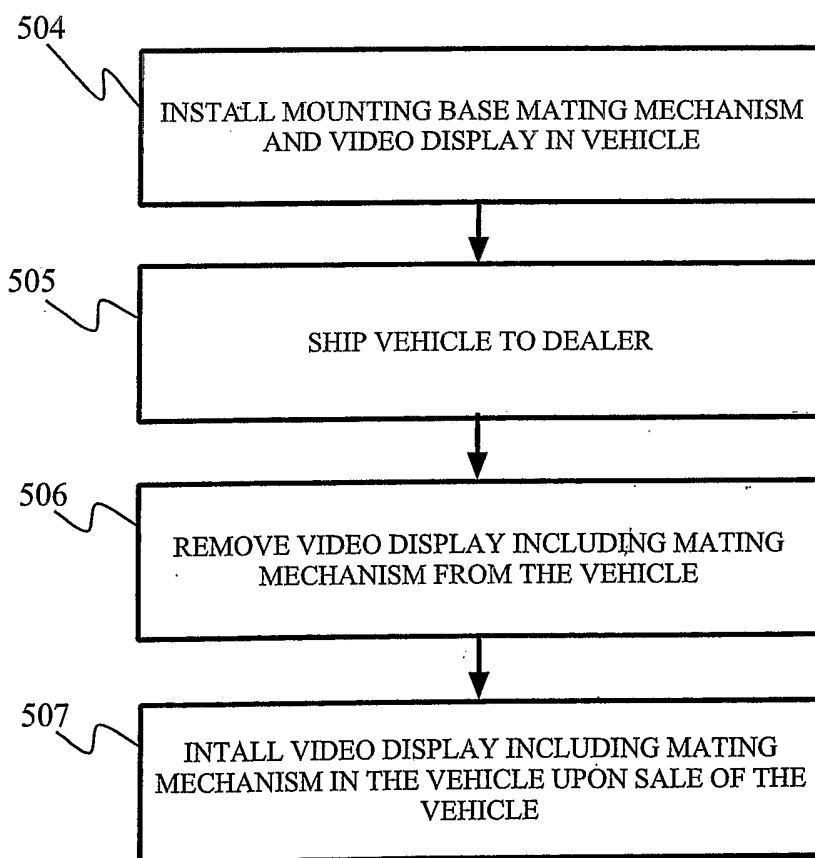 504
INSTALL MOUNTING BASE MATING MECHANISM
AND VIDEO DISPLAY IN VEHICLE
505
SHIP VEHICLE TO DEALER
506
REMOVE VIDEO DISPLAY INCLUDING MATING
MECHANISM FROM THE VEHICLE
507
INTALL VIDEO DISPLAY INCLUDING MATING
MECHANISM IN THE VEHICLE UPON SALE OF THE
VEHICLE